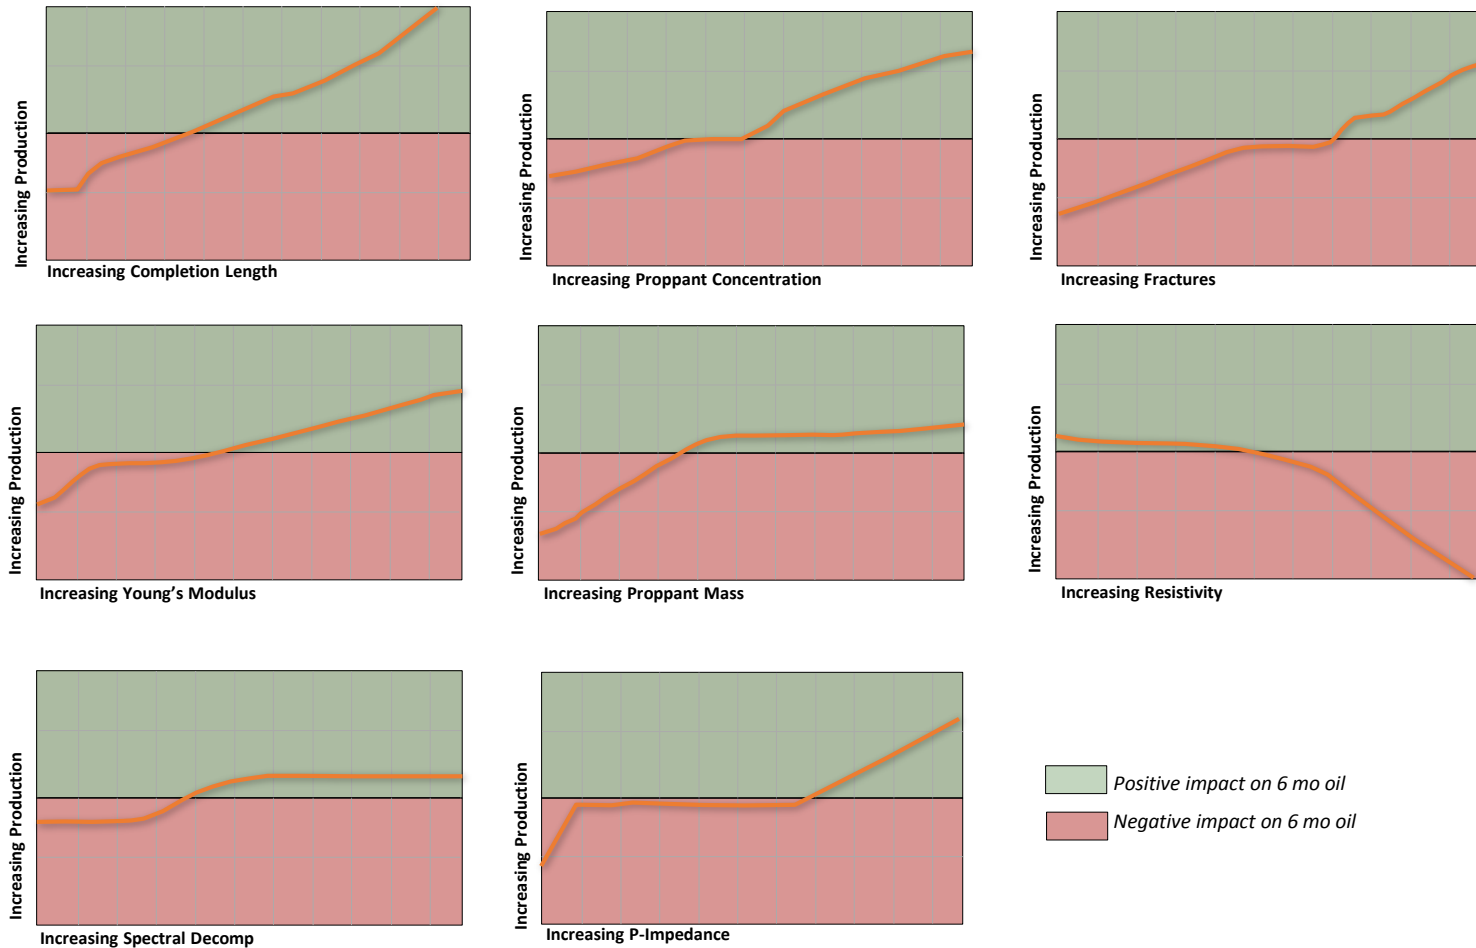 Increasing Production
Increasing Completion Length
Increasing Production
Increasing Proppant Concentration
Increasing Production
Increasing Fractures
Increasing Production
Increasing Young’s Modulus
Increasing Production
Increasing Proppant Mass
Increasing Production
Increasing Resistivity
Increasing Production
Increasing Spectral Decomp
Increasing Production
Increasing P-Impedance
Positive impact on 6 mo oil
Negative impact on 6 mo oil